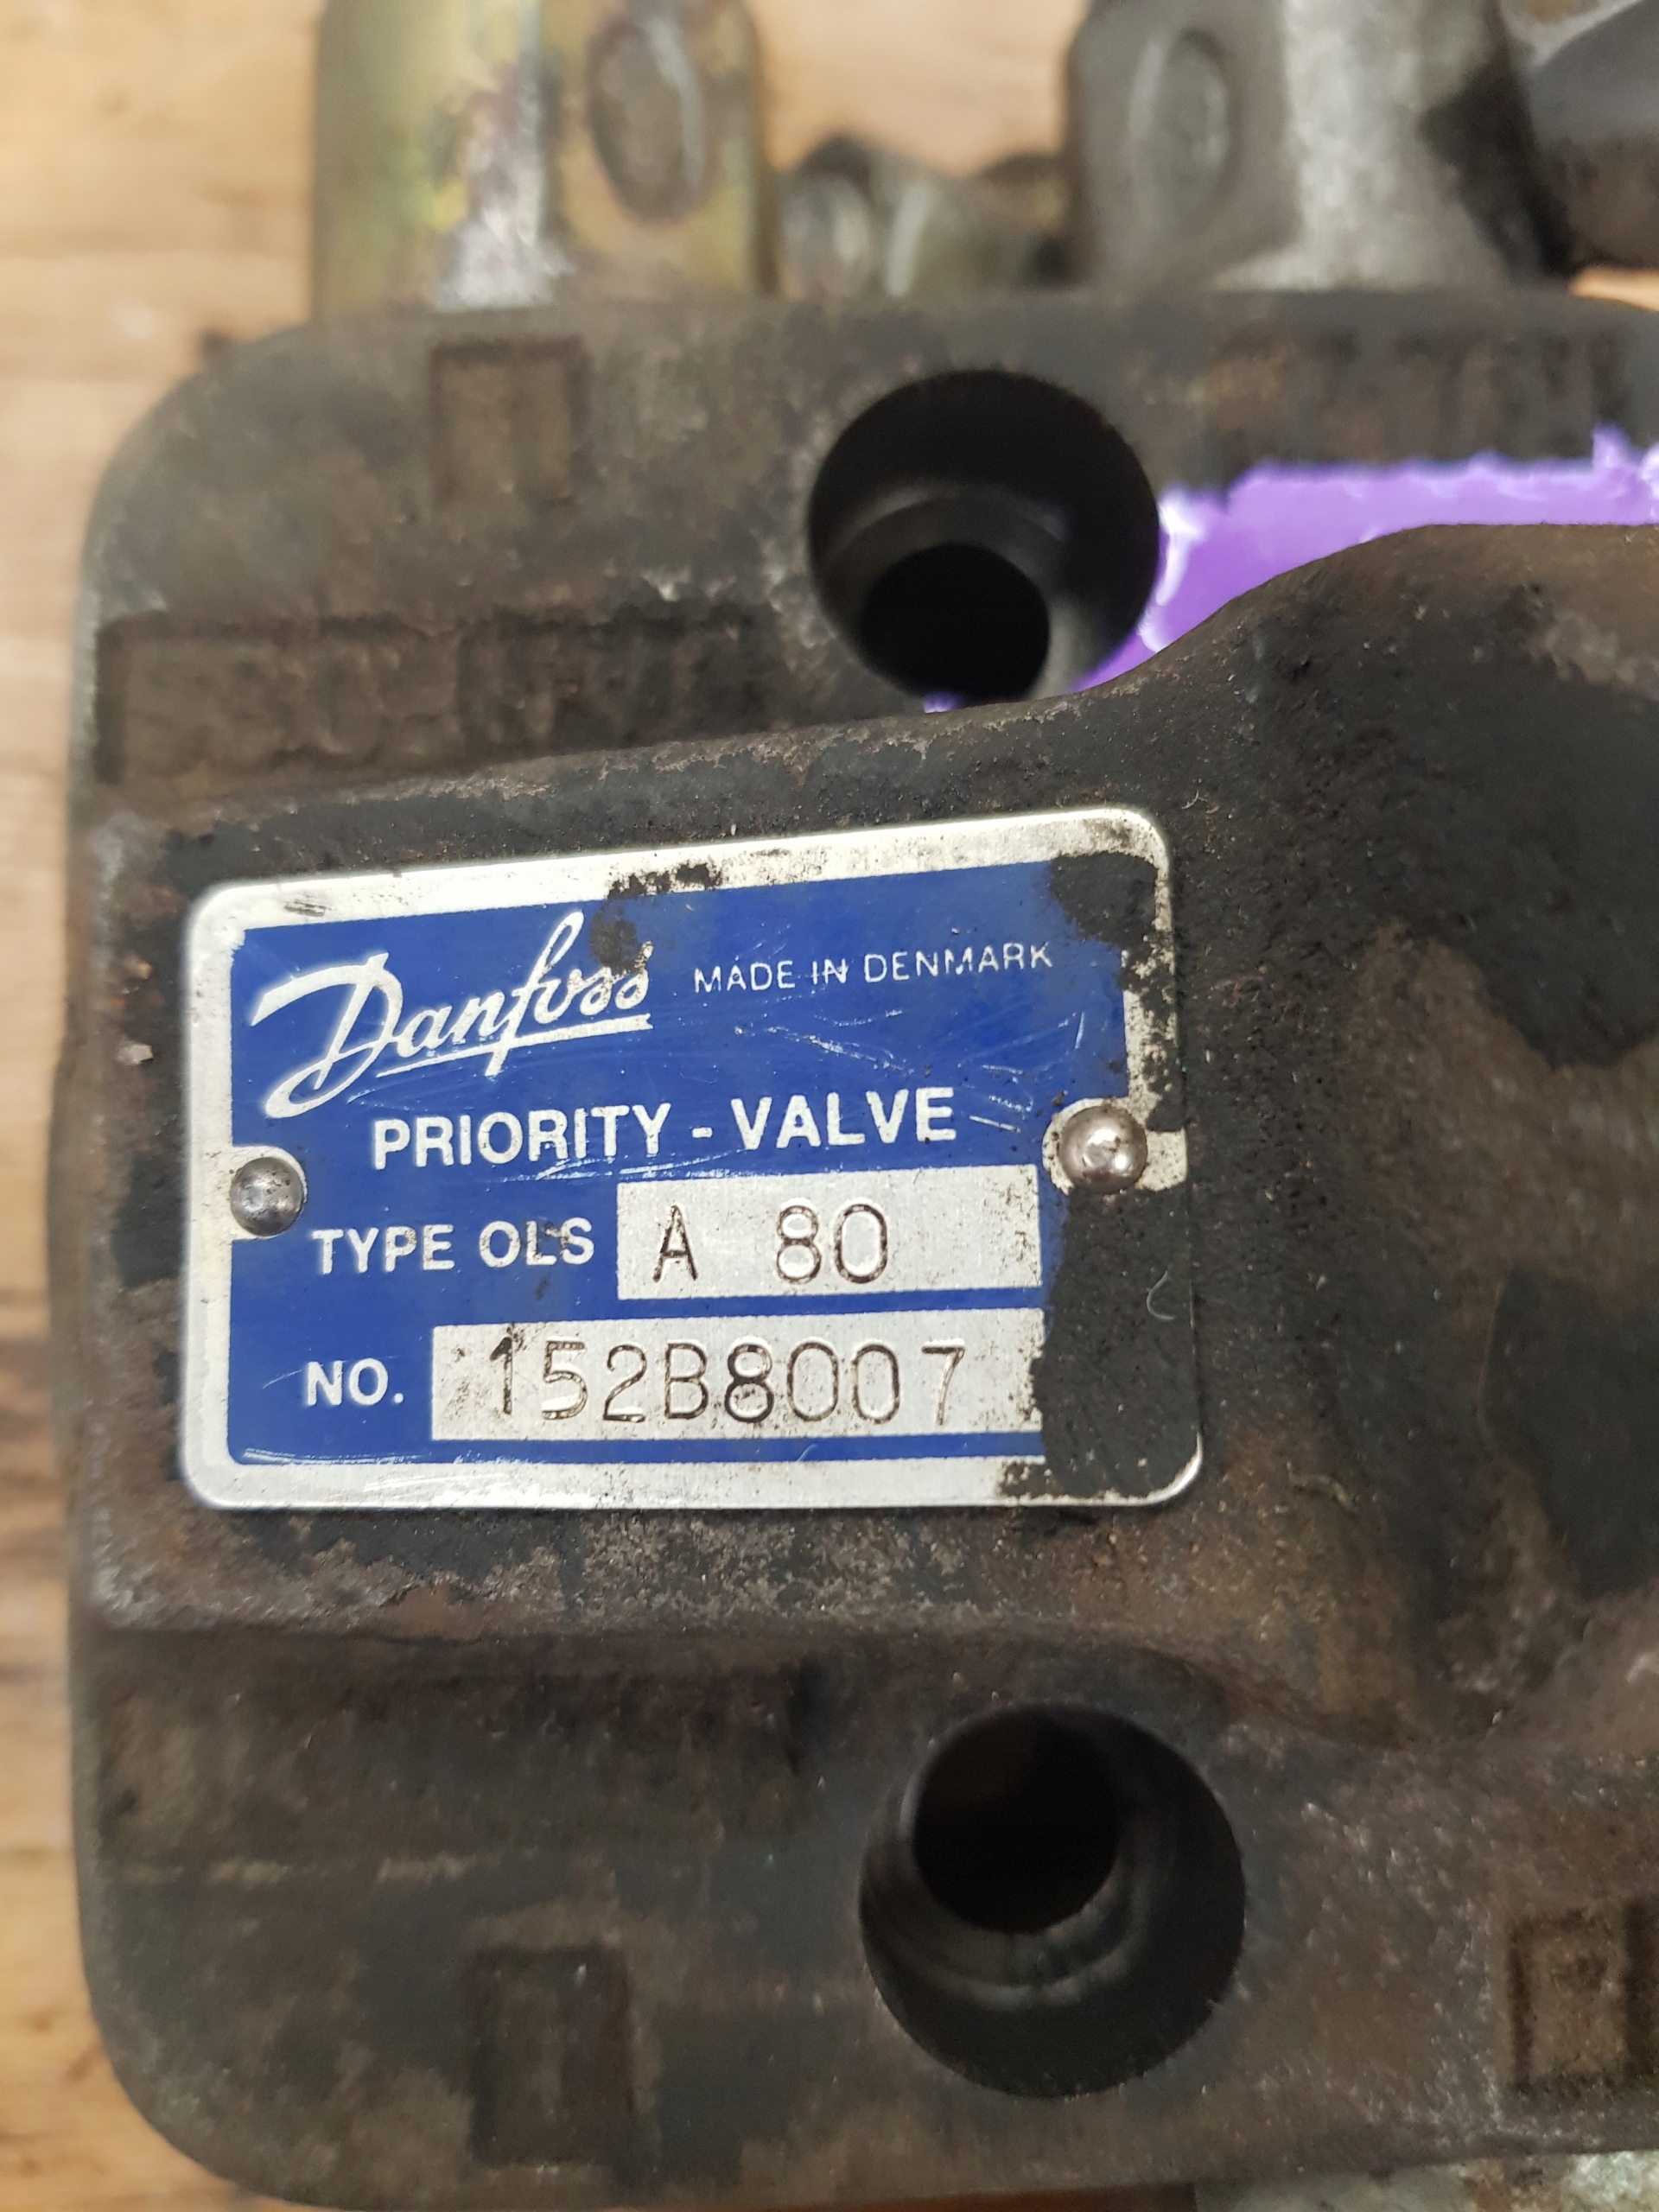 Danfoss MADE IN DENMARK
PRIORITY - VALVE
TYPE OLS A 80
NO. 152B8007